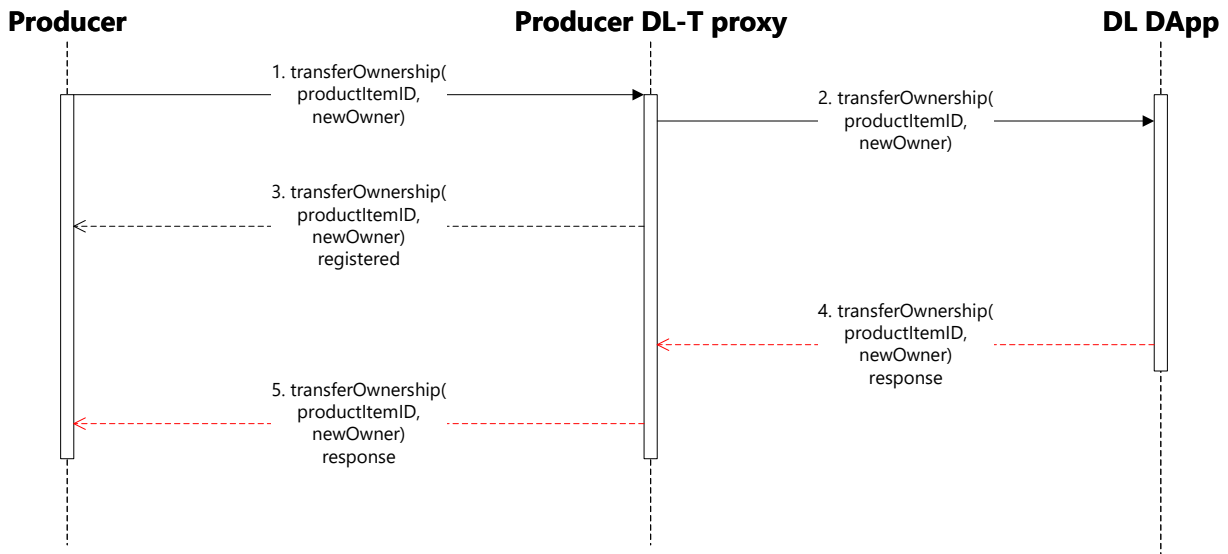 Producer
Producer DL-T proxy
DL DApp
1. transferOwnership(
productItemID,
newOwner)
2. transferOwnership(
productItemID,
newOwner)
3. transferOwnership(
productItemID,
newOwner)
registered
4. transferOwnership(
productItemID,
newOwner)
response
5. transferOwnership(
productItemID,
newOwner)
response